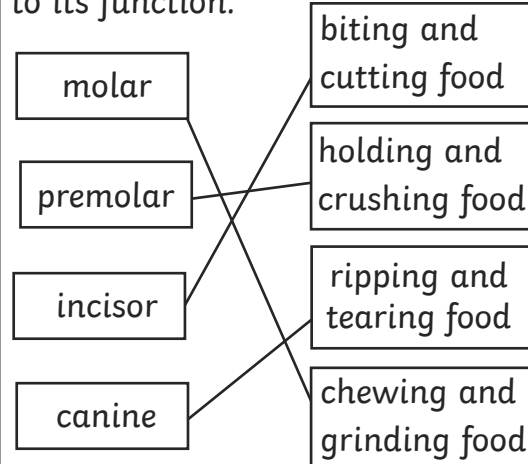 to its function.
molar
premolar
incisor
canine
biting and
cutting food
holding and
crushing food
ripping and
tearing food
chewing and
grinding food